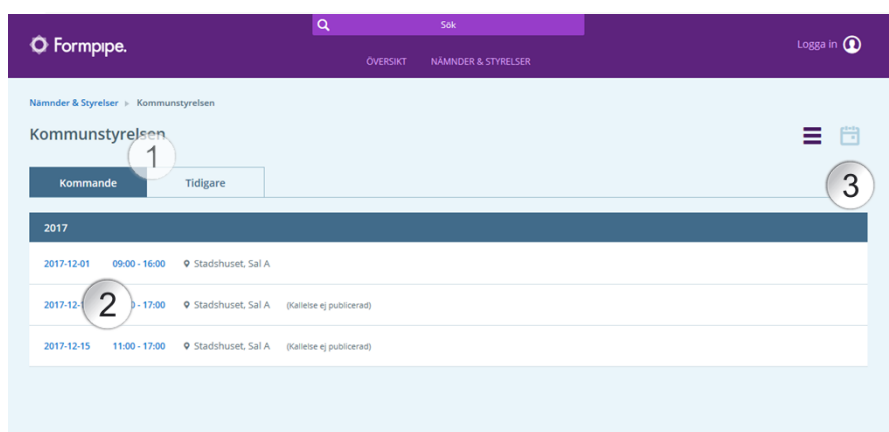 Sök
Formpipe.
Logga in
ÖVERSIKT NÄMNDER & STYRELSER
Nämnder & Styrelser Kommunstyrelsen
Kommunstyrelsen
1
Kommande Tidigare
3
2017
2017-12-01 09:00 - 16:00 Stadshuset, Sal A
2 - 17:00 Stadshuset, Sal A (Kallelse ej publicerad)
2017-12-15 11:00 - 17:00 Stadshuset, Sal A (Kallelse ej publicerad)